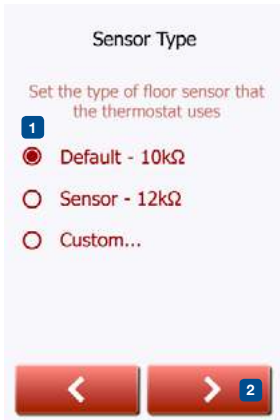 Sensor Type
Set the type of floor sensor that
the thermostat uses
1
Default - 10kΩ
Sensor - 12kΩ
Custom...
2